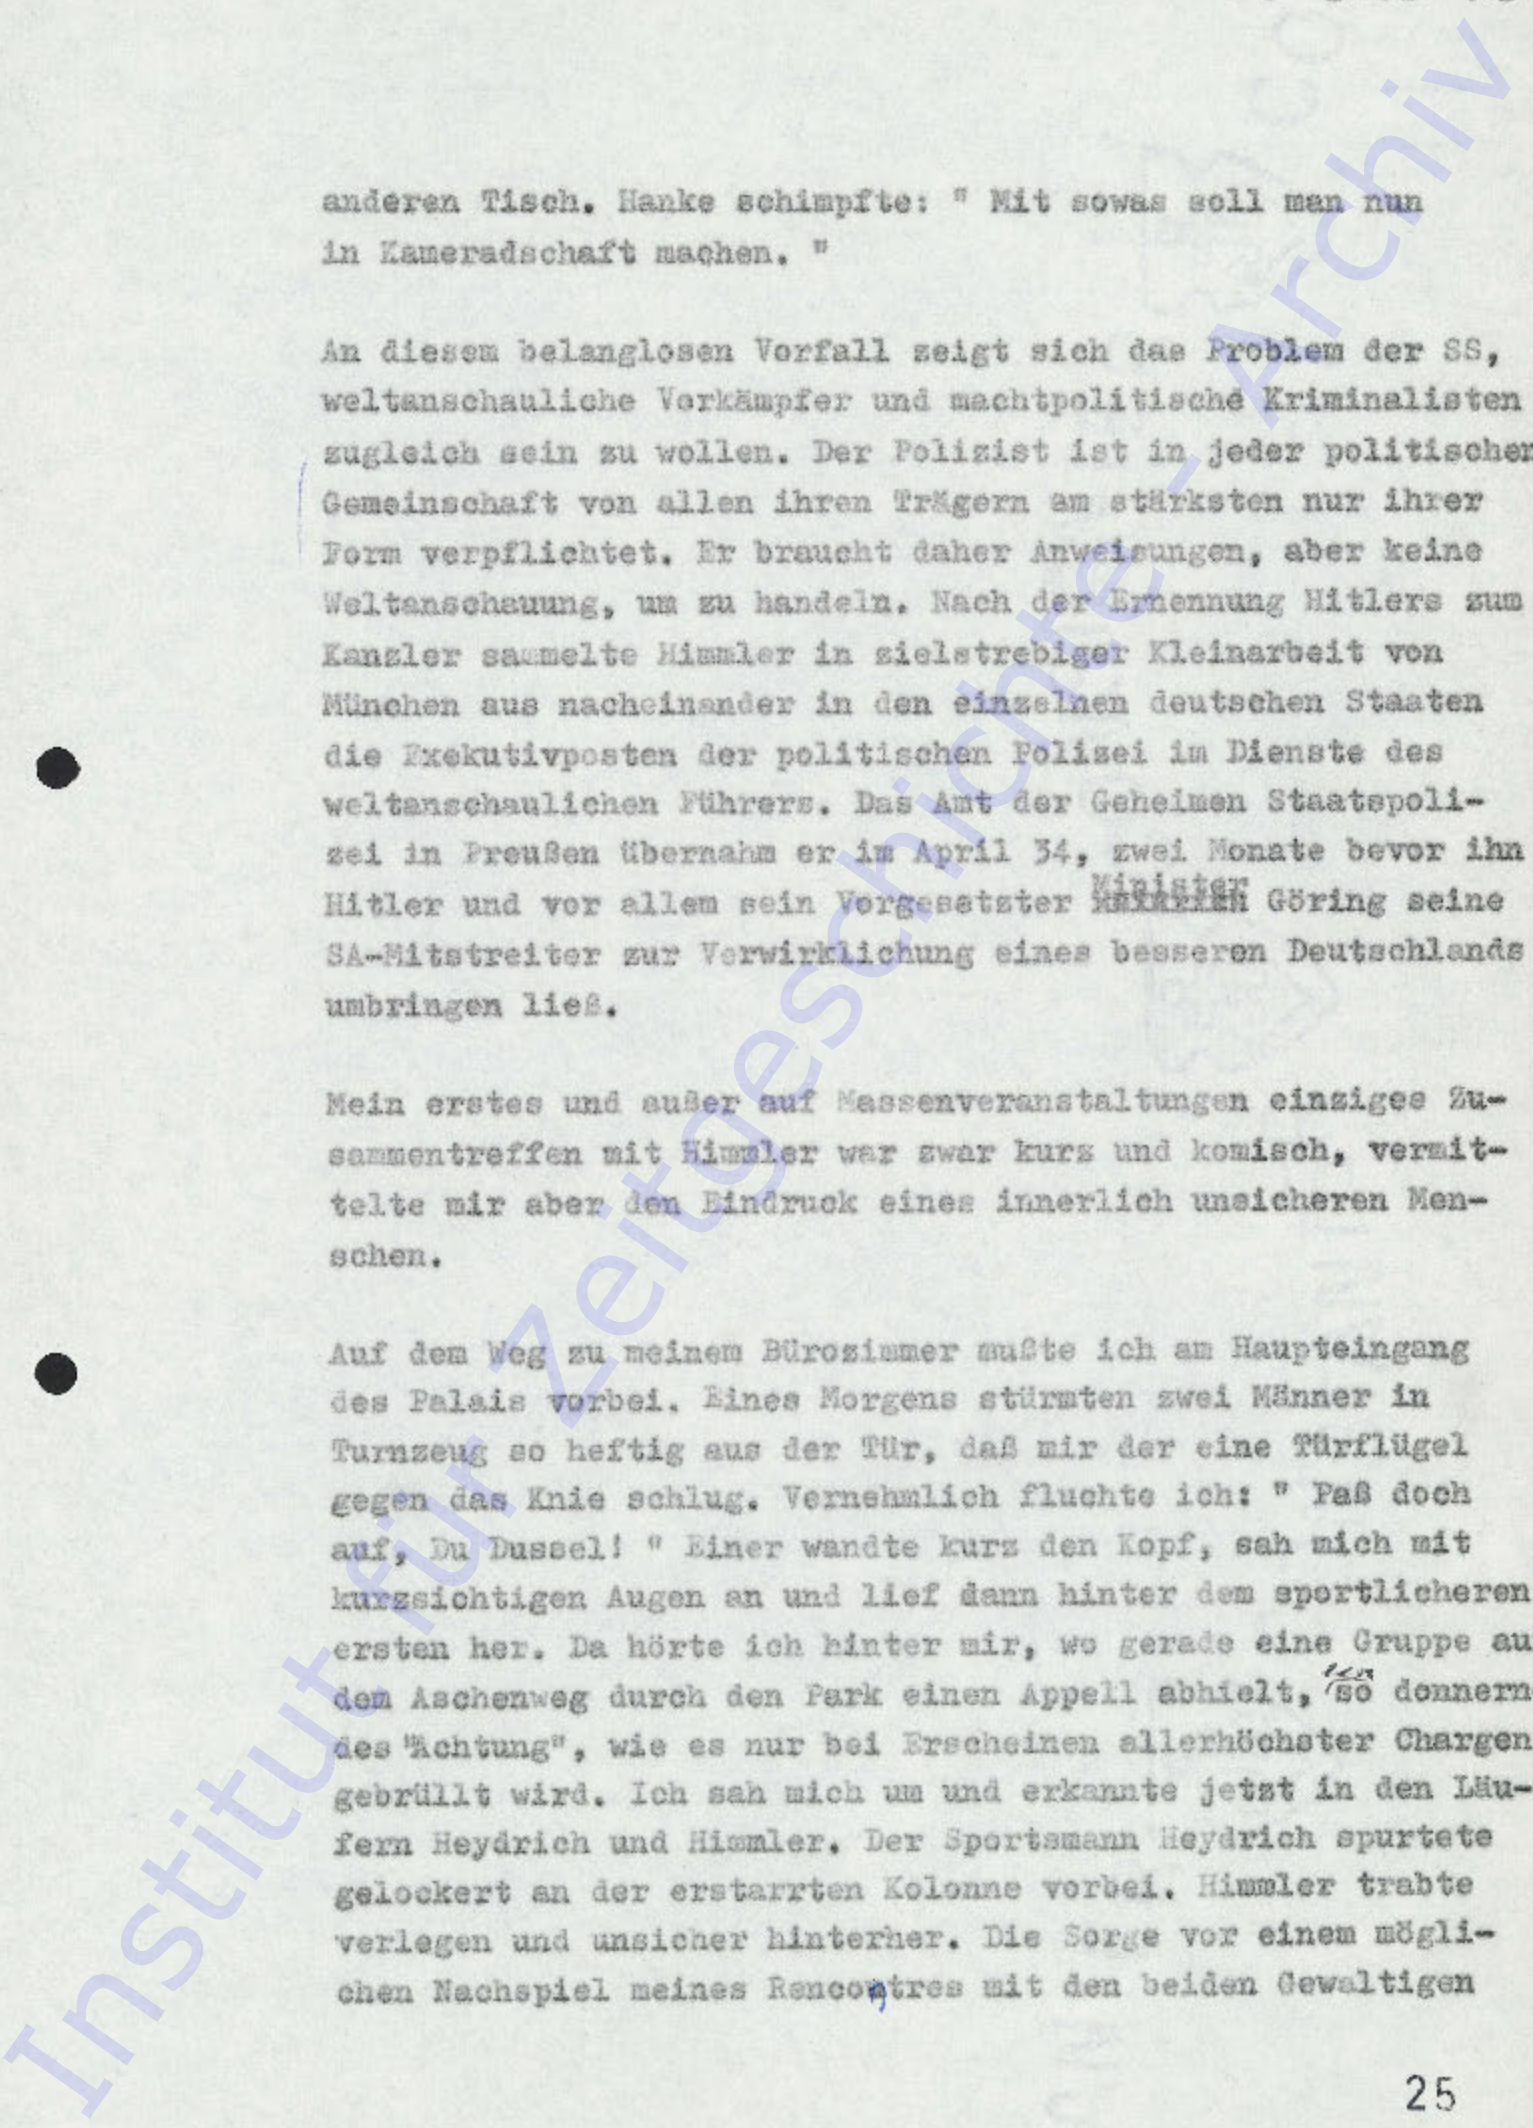 anderen Tisch. Hanke schimpfte: " Mit sowas soll man nun
in Kameradschaft machen. "
An diesem belanglosen Vorfall zeigt sich das Problem der SS,
weltanschauliche Vorkämpfer und machtpolitische Kriminalisten
zugleich sein zu wollen. Der Polizist ist in jeder politischen
Gemeinschaft von allen ihren Trägern am stärksten nur ihrer
Form verpflichtet. Er braucht daher Anweisungen, aber keine
Weltanschauung, um zu handeln. Nach der Ernennung Hitlers zum
Kanzler sammelte Himmler in zielstrebiger Kleinarbeit von
München aus nacheinander in den einzelnen deutschen Staaten
die Exekutivposten der politischen Polizei im Dienste des
weltanschaulichen Führers. Das Amt der Geheimen Staatspoli-
zei in Preußen übernahm er im April 34, zwei Monate bevor ihn
Hitler und vor allem sein Vorgesetzter Minister Göring seine
SA-Mitstreiter zur Verwirklichung eines besseren Deutschlands
umbringen ließ.
Mein erstes und außer auf Massenveranstaltungen einziges Zu-
sammentreffen mit Himmler war zwar kurz und komisch, vermit-
telte mir aber den Eindruck eines innerlich unsicheren Men-
schen.
Auf dem Weg zu meinem Bürozimmer mußte ich am Haupteingang
des Palais vorbei. Eines Morgens stürmten zwei Männer in
Turnzeug so heftig aus der Tür, daß mir der eine Türflügel
gegen das Knie schlug. Vernehmlich fluchte ich: " Paß doch
auf, Du Dussel! " Einer wandte kurz den Kopf, sah mich mit
kurzsichtigen Augen an und lief dann hinter dem sportlicheren
ersten her. Da hörte ich hinter mir, wo gerade eine Gruppe au
dem Aschenweg durch den Park einen Appell abhielt, so donnern
des "Achtung", wie es nur bei Erscheinen allerhöchster Chargen
gebrüllt wird. Ich sah mich um und erkannte jetzt in den Läu-
fern Heydrich und Himmler. Der Sportsmann Heydrich spurtete
gelockert an der erstarrten Kolonne vorbei. Himmler trabte
verlegen und unsicher hinterher. Die Sorge vor einem mögli-
chen Nachspiel meines Rencontres mit den beiden Gewaltigen
25
Institut für Zeitgeschichte - Archiv